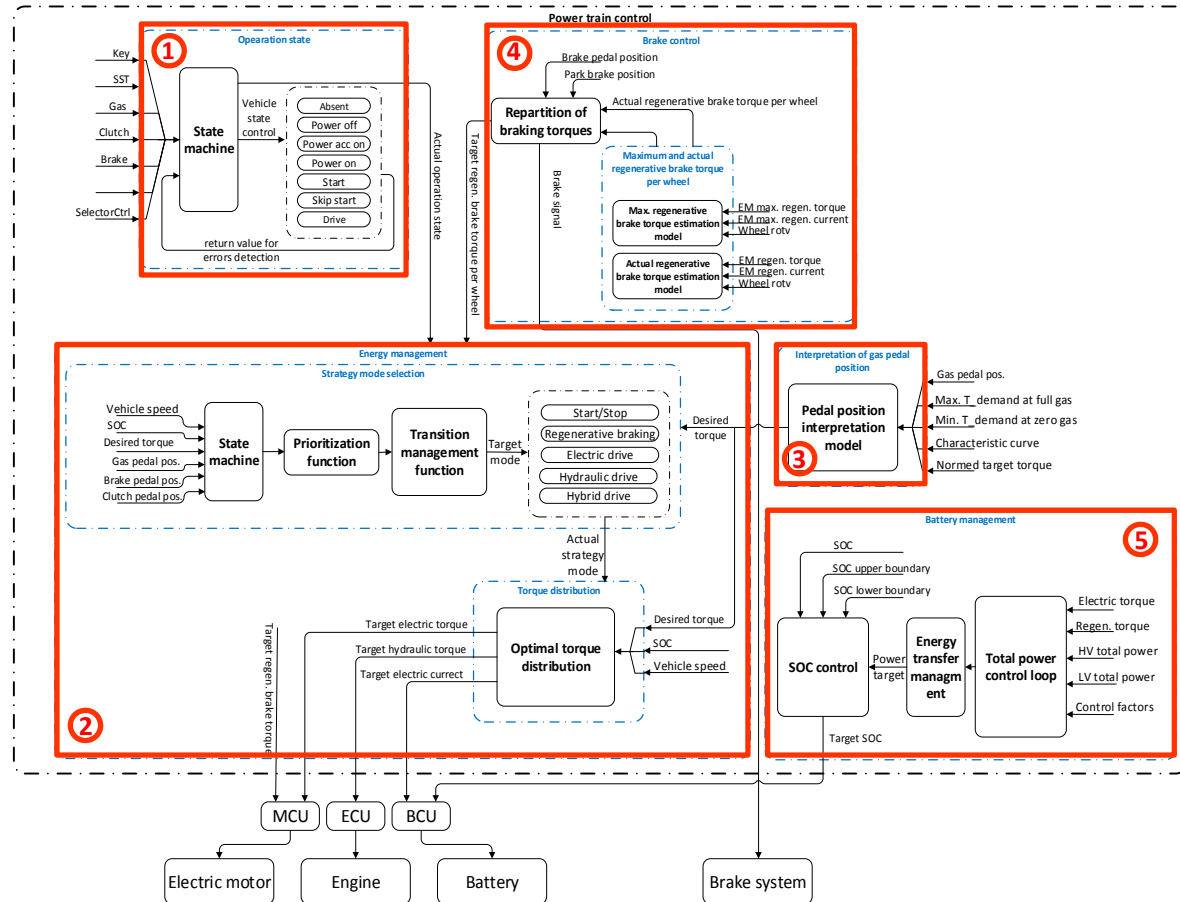 Power train control
1
Opearation state
Key
SST
Gas
Clutch
Brake
SelectorCtrl
State
machine
Vehicle
state
control
Absent
Power off
Power acc on
Power on
Start
Skip start
Drive
return value for
errors detection
Actual operation state
4
Brake control
Brake pedal position
Park brake position
Repartition of
braking torques
Actual regenerative brake torque per wheel
Target regen. brake torque per wheel
Brake signal
Maximum and actual
regenerative brake torque
per wheel
Max. regenerative
brake torque estimation
model
EM max. regen. torque
EM max. regen. current
Wheel rotv
Actual regenerative
brake torque estimation
model
EM regen. torque
EM regen. current
Wheel rotv
Energy management
Strategy mode selection
Vehicle speed
SOC
Desired torque
Gas pedal pos.
Brake pedal pos.
Clutch pedal pos.
State
machine
Prioritization
function
Transition
management
function
Target
mode
Start/Stop
Regenerative braking
Electric drive
Hydraulic drive
Hybrid drive
Desired
torque
Actual
strategy
mode
Interpretation of gas pedal
position
Pedal position
interpretation
model
3
Gas pedal pos.
Max. T_demand at full gas
Min. T_demand at zero gas
Characteristic curve
Normed target torque
Torque distribution
Optimal torque
distribution
Desired torque
SOC
Vehicle speed
Target electric torque
Target hydraulic torque
Target electric currect
Target regen. brake torque
2
Battery management
5
SOC
SOC upper boundary
SOC lower boundary
SOC control
Power
target
Energy
transfer
managment
Total power
control loop
Electric torque
Regen. torque
HV total power
LV total power
Control factors
Target SOC
MCU
ECU
BCU
Electric motor
Engine
Battery
Brake system